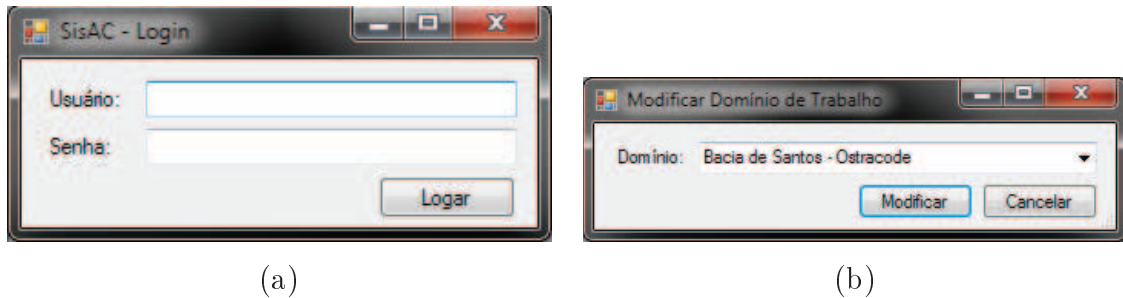 SisAC - Login
Usuário:
Senha:
Logar
(a)
Modificar Domínio de Trabalho
Domínio: Bacia de Santos - Ostracode
Modificar Cancelar
(b)